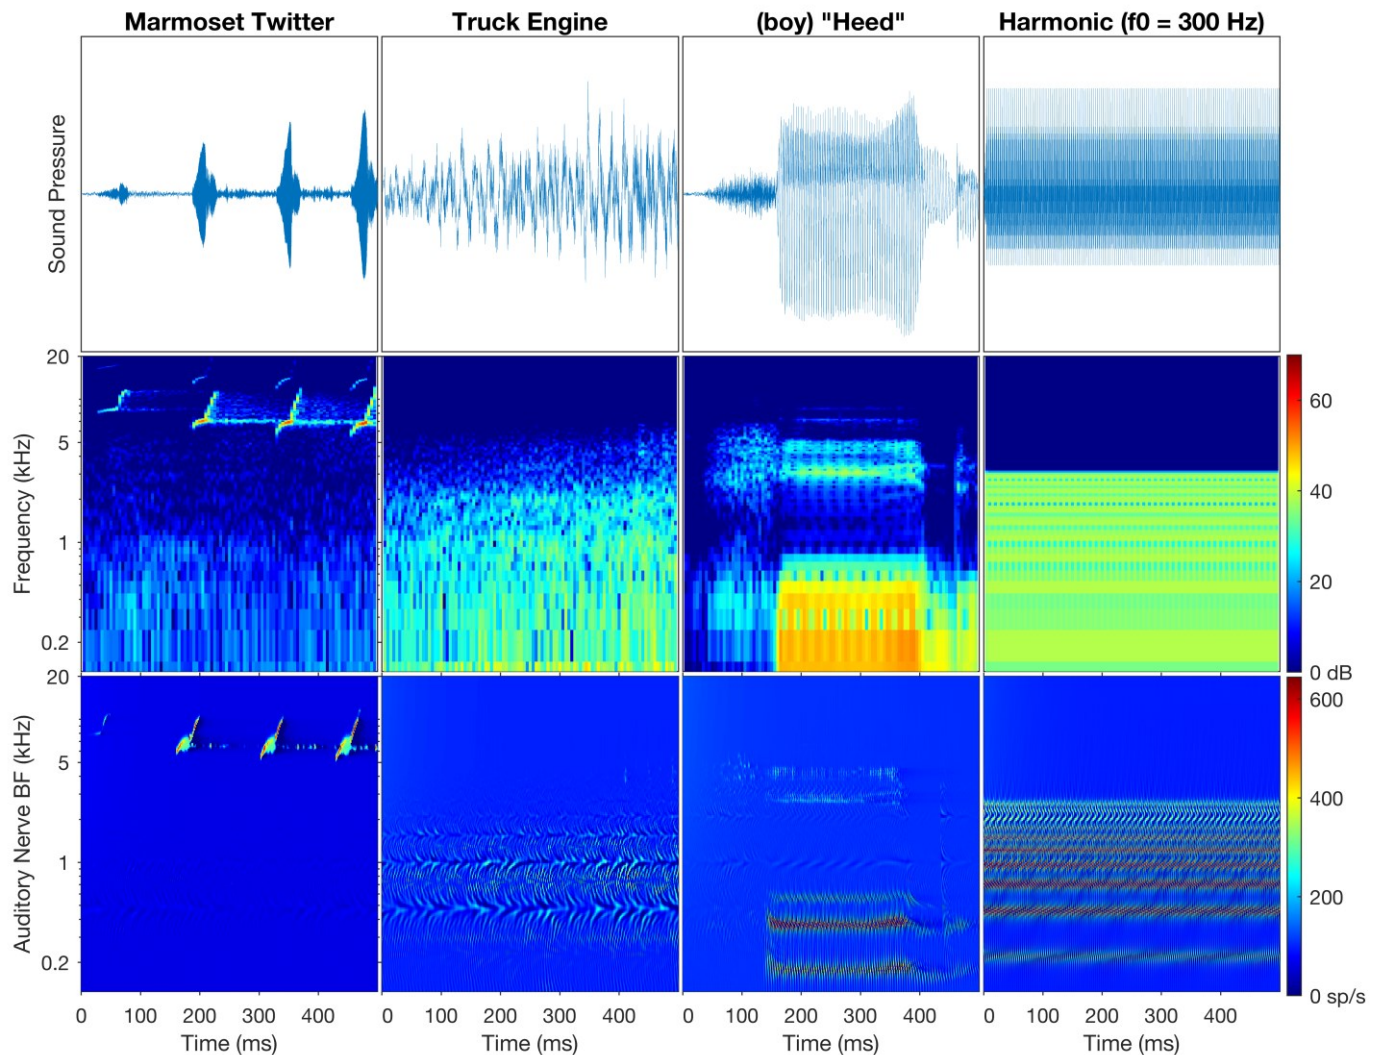 Marmoset Twitter
Truck Engine
(boy) "Heed"
Harmonic (f0 = 300 Hz)
Sound Pressure
20
5
1
0.2
Frequency (kHz)
60
40
20
0 dB
20
5
1
0.2
Auditory Nerve BF (kHz)
600
400
200
0 sp/s
0 100 200 300 400
0 100 200 300 400
0 100 200 300 400
0 100 200 300 400
Time (ms)
Time (ms)
Time (ms)
Time (ms)